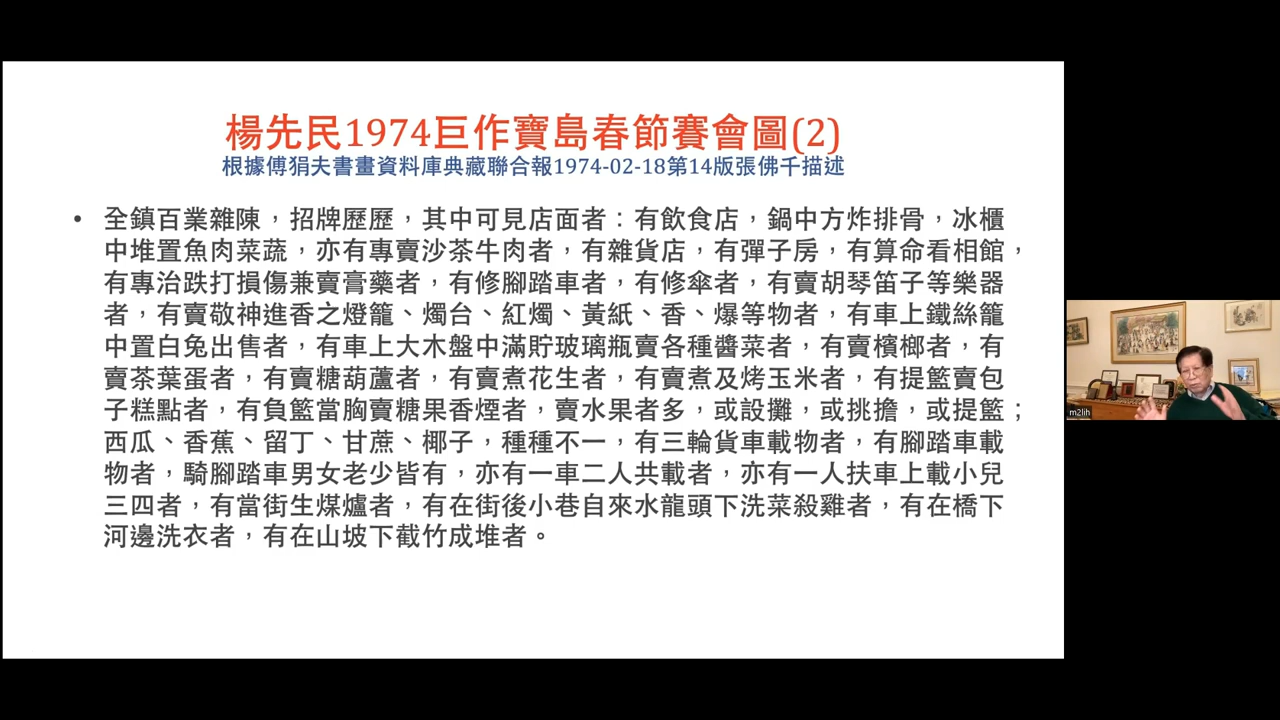 楊先民1974巨作寶島春節賽會圖(2)
根據傅狷夫書畫資料庫典藏聯合報1974-02-18第14版張佛千描述
• 全鎮百業雜陳，招牌歷歷，其中可見店面者：有飲食店，鍋中方炸排骨，冰櫃
中堆置魚肉菜蔬，亦有專賣沙茶牛肉者，有雜貨店，有彈子房，有算命看相館，
有專治跌打損傷兼賣膏藥者，有修腳踏車者，有修傘者，有賣胡琴笛子等樂器
者，有賣敬神進香之燈籠、燭台、紅燭、黃紙、香、爆等物者，有車上鐵絲籠
中置白兔出售者，有車上大木盤中滿貯玻璃瓶賣各種醬菜者，有賣檳榔者，有
賣茶葉蛋者，有賣糖葫蘆者，有賣煮花生者，有賣煮及烤玉米者，有提籃賣包
子糕點者，有負籃當胸賣糖果香煙者，賣水果者多，或設攤，或挑擔，或提籃；
西瓜、香蕉、留丁、甘蔗、椰子，種種不一，有三輪貨車載物者，有腳踏車載
物者，騎腳踏車男女老少皆有，亦有一車二人共載者，亦有一人扶車上載小兒
三四者，有當街生煤爐者，有在街後小巷自來水龍頭下洗菜殺雞者，有在橋下
河邊洗衣者，有在山坡下截竹成堆者。
m2lih